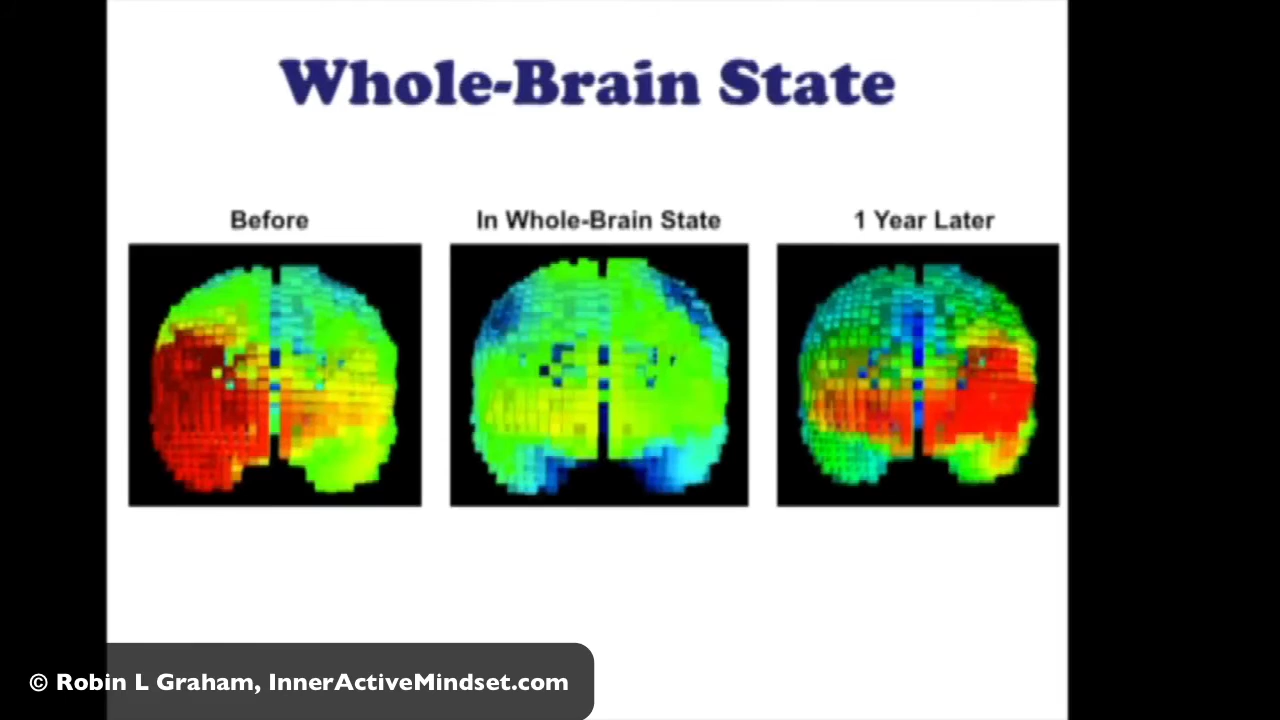 Whole-Brain State
Before
In Whole-Brain State
1 Year Later
© Robin L Graham, InnerActiveMindset.com